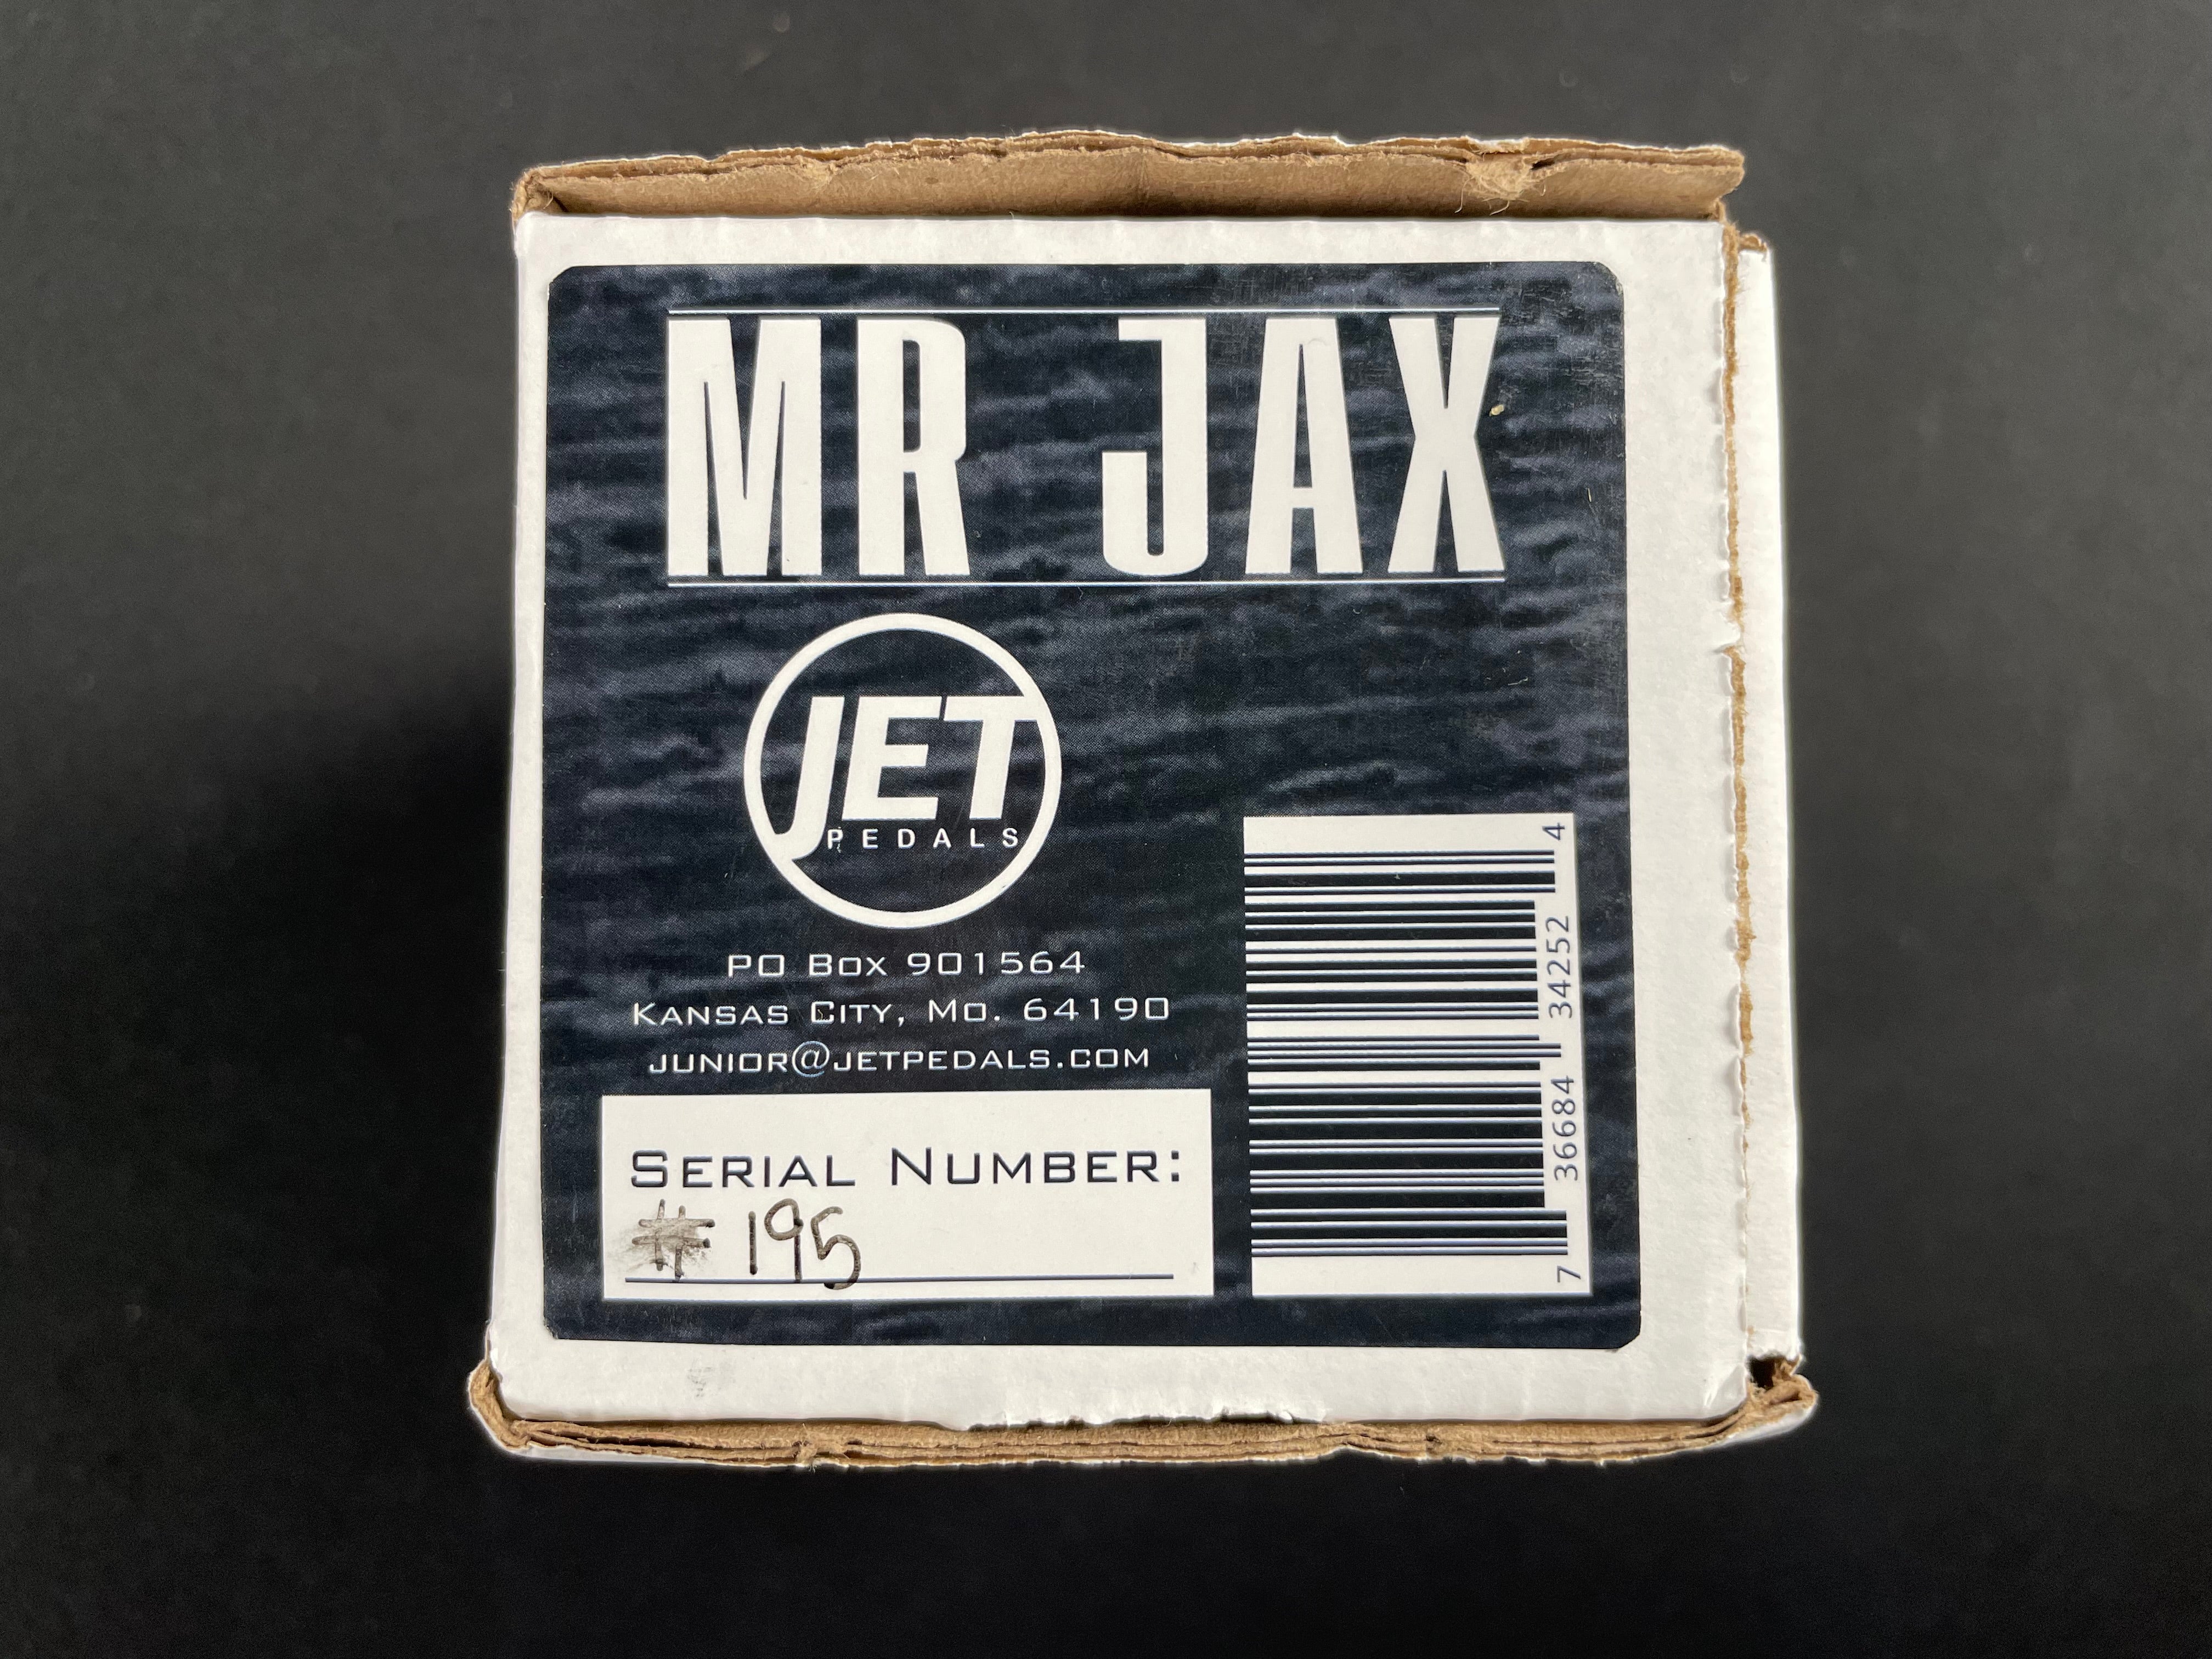 MR JAX
JET
PEDALS
PO Box 901564
Kansas City, Mo. 64190
junior@jetpedals.com
Serial Number:
# 195
7 36684 34252 4